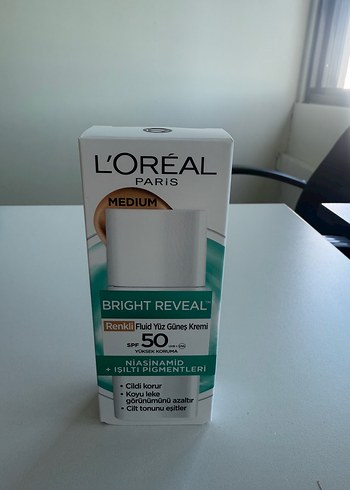 L'ORÉAL
PARIS
MEDIUM
BRIGHT REVEAL™
Renkli Fluid Yüz Güneş Kremi
SPF 50
YÜKSEK KORUMA
NİASİNAMİD
+ IŞILTI PİGMENTLERİ
• Cildi korur
• Koyu leke
görünümünü azaltır
• Cilt tonunu eşitler